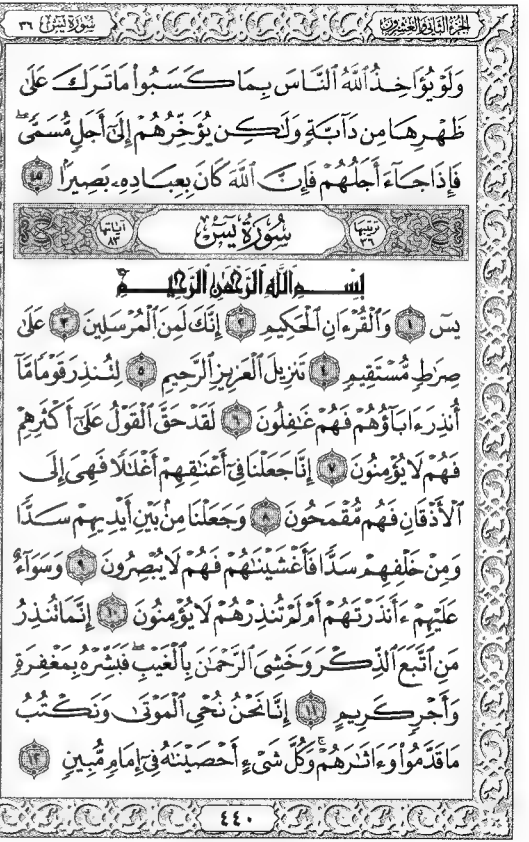 الجزء الثاني والعشرون
سورة يس ٣٦
وَلَوْ يُؤَاخِذُ ٱللَّهُ ٱلنَّاسَ بِمَا كَسَبُوا۟ مَا تَرَكَ عَلَىٰ
ظَهْرِهَا مِن دَآبَّةٍ وَلَٰكِن يُؤَخِّرُهُمْ إِلَىٰٓ أَجَلٍ مُّسَمًّى ۖ
فَإِذَا جَآءَ أَجَلُهُمْ فَإِنَّ ٱللَّهَ كَانَ بِعِبَادِهِۦ بَصِيرًۢا ٤٥
ترتيبها ٣٦ سُورَةُ يسٓ آياتها ٨٣
بِسْمِ ٱللَّهِ ٱلرَّحْمَٰنِ ٱلرَّحِيمِ
يسٓ ١ وَٱلْقُرْءَانِ ٱلْحَكِيمِ ٢ إِنَّكَ لَمِنَ ٱلْمُرْسَلِينَ ٣ عَلَىٰ
صِرَٰطٍ مُّسْتَقِيمٍ ٤ تَنزِيلَ ٱلْعَزِيزِ ٱلرَّحِيمِ ٥ لِتُنذِرَ قَوْمًا مَّآ
أُنذِرَ ءَابَآؤُهُمْ فَهُمْ غَٰفِلُونَ ٦ لَقَدْ حَقَّ ٱلْقَوْلُ عَلَىٰٓ أَكْثَرِهِمْ
فَهُمْ لَا يُؤْمِنُونَ ٧ إِنَّا جَعَلْنَا فِىٓ أَعْنَٰقِهِمْ أَغْلَٰلًا فَهِىَ إِلَى
ٱلْأَذْقَانِ فَهُم مُّقْمَحُونَ ٨ وَجَعَلْنَا مِنۢ بَيْنِ أَيْدِيهِمْ سَدًّا
وَمِنْ خَلْفِهِمْ سَدًّا فَأَغْشَيْنَٰهُمْ فَهُمْ لَا يُبْصِرُونَ ٩ وَسَوَآءٌ
عَلَيْهِمْ ءَأَنذَرْتَهُمْ أَمْ لَمْ تُنذِرْهُمْ لَا يُؤْمِنُونَ ١٠ إِنَّمَا تُنذِرُ
مَنِ ٱتَّبَعَ ٱلذِّكْرَ وَخَشِىَ ٱلرَّحْمَٰنَ بِٱلْغَيْبِ ۖ فَبَشِّرْهُ بِمَغْفِرَةٍ
وَأَجْرٍ كَرِيمٍ ١١ إِنَّا نَحْنُ نُحْىِ ٱلْمَوْتَىٰ وَنَكْتُبُ
مَا قَدَّمُوا۟ وَءَاثَٰرَهُمْ ۚ وَكُلَّ شَىْءٍ أَحْصَيْنَٰهُ فِىٓ إِمَامٍ مُّبِينٍ ١٢
٤٤٠